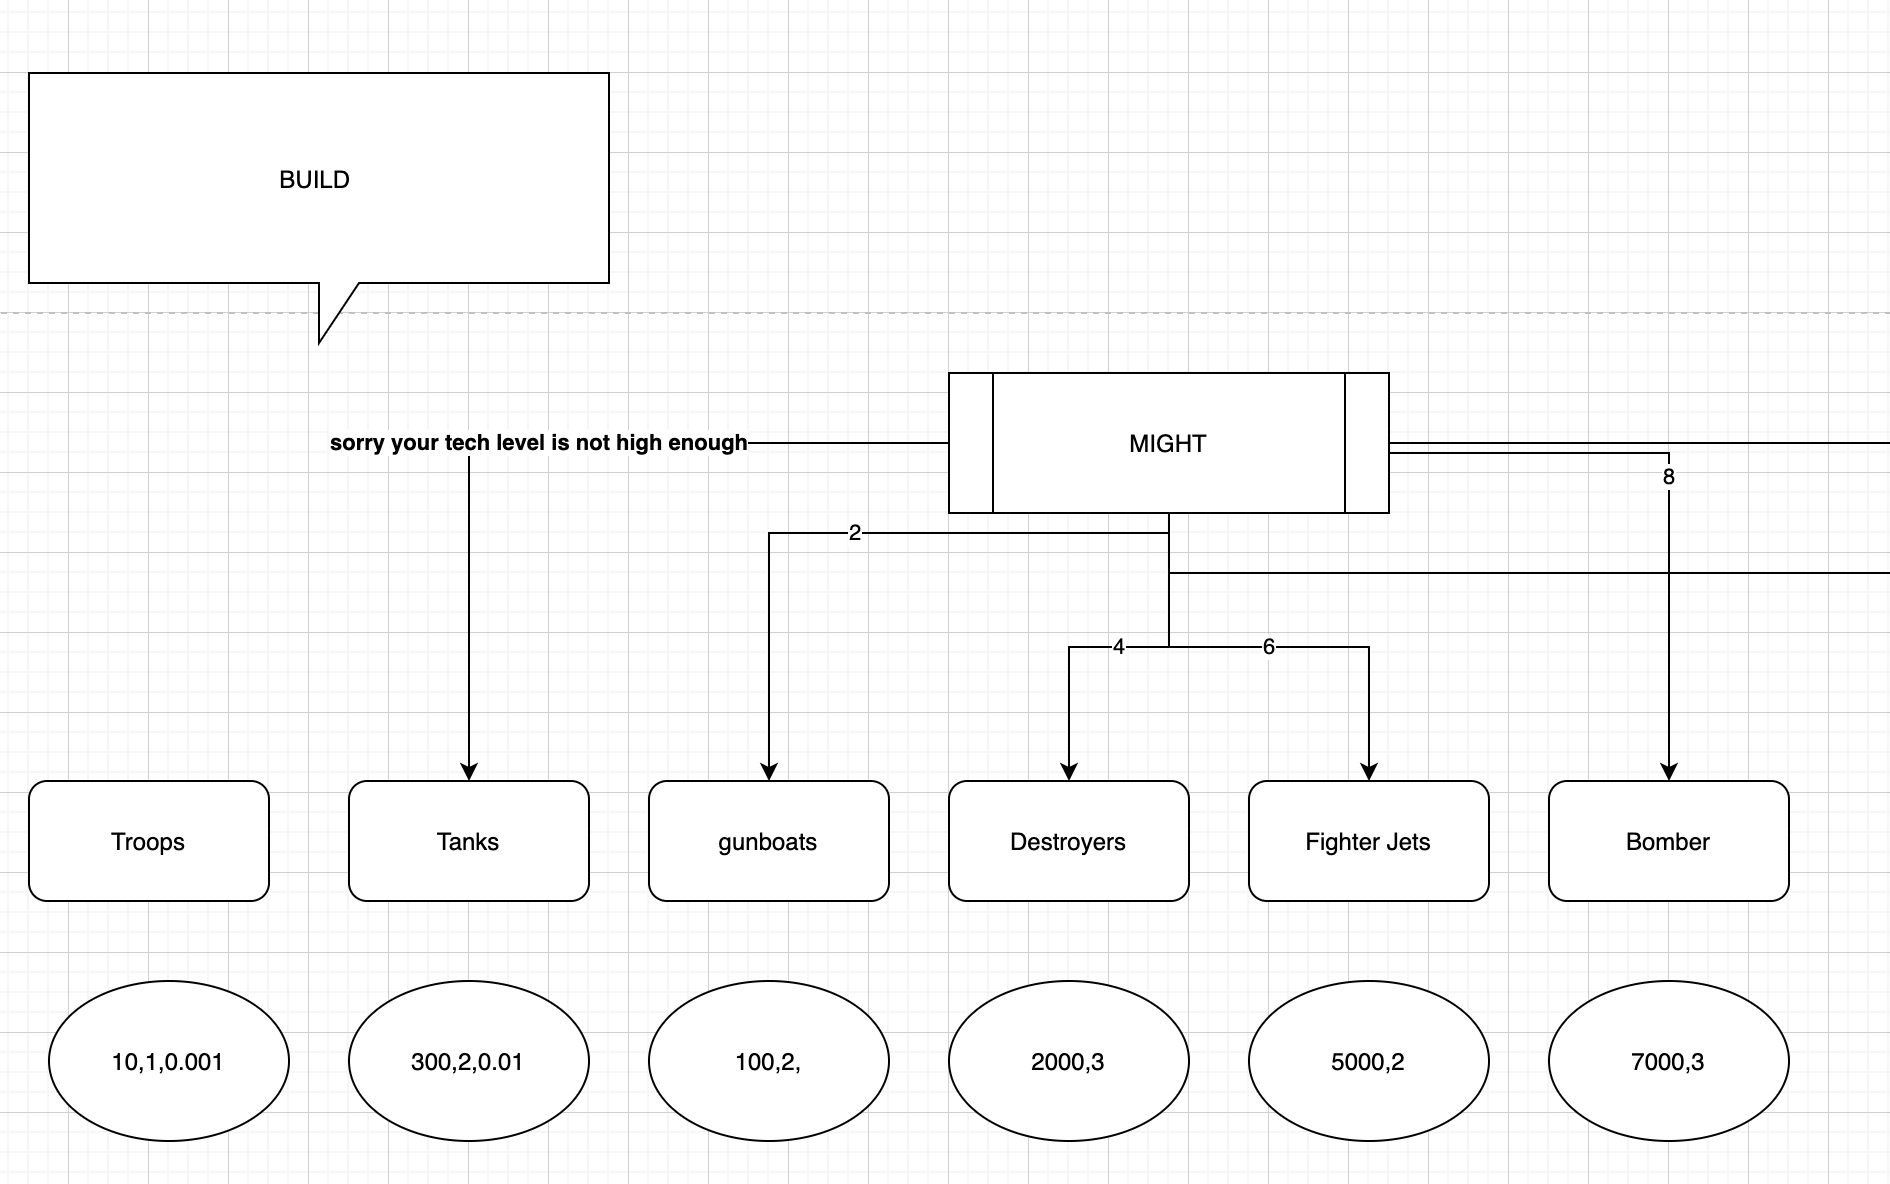 BUILD
MIGHT
sorry your tech level is not high enough
8
2
4
6
Troops
Tanks
gunboats
Destroyers
Fighter Jets
Bomber
10,1,0.001
300,2,0.01
100,2,
2000,3
5000,2
7000,3